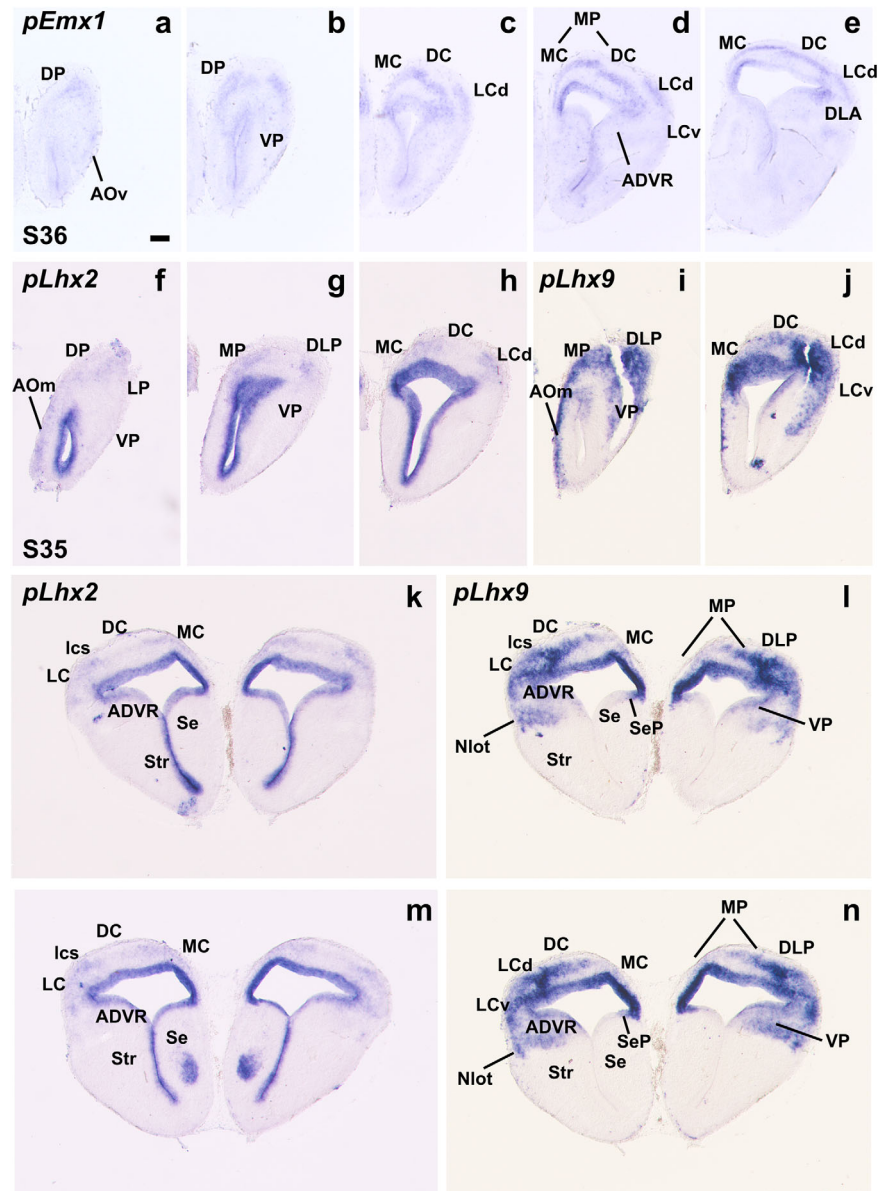 pEmx1 a b c d e
MP
DP DP MC DC MC DC MC DC
LCd LCd LCd
VP DLA
LCv
AOv ADVR
S36
pLhx2 f g h pLhx9 i j
DP MP DLP MC DC MP DLP DC LCd
MC
AOm LP LCd AOm LCv
VP VP VP
S35
pLhx2 k pLhx9 l
DC MC DC MC MP DLP
lcs lcs
LC LC
ADVR Se ADVR Se SeP VP
Nlot
Str Str
m n
DC MC DC MC MP DLP
lcs LCd
LC LCv
ADVR Se ADVR SeP VP
Str Nlot Str Se